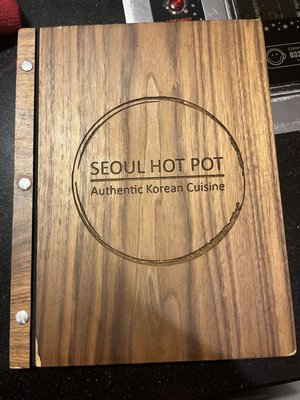 SEOUL HOT POT
Authentic Korean Cuisine